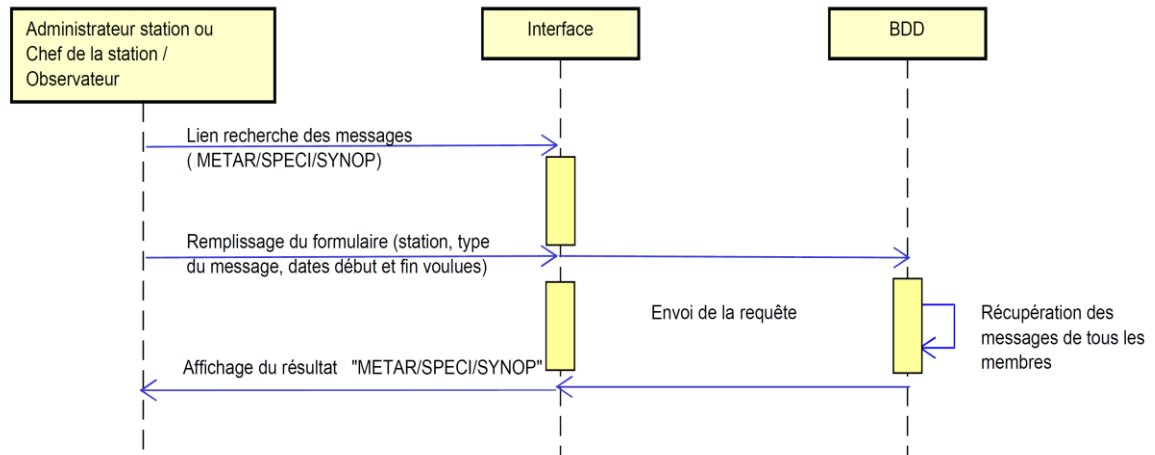 Administrateur station ou
Chef de la station /
Observateur
Interface
BDD
Lien recherche des messages
( METAR/SPECI/SYNOP)
Remplissage du formulaire (station, type
du message, dates début et fin voulues)
Envoi de la requête
Récupération des
messages de tous les
membres
Affichage du résultat "METAR/SPECI/SYNOP"